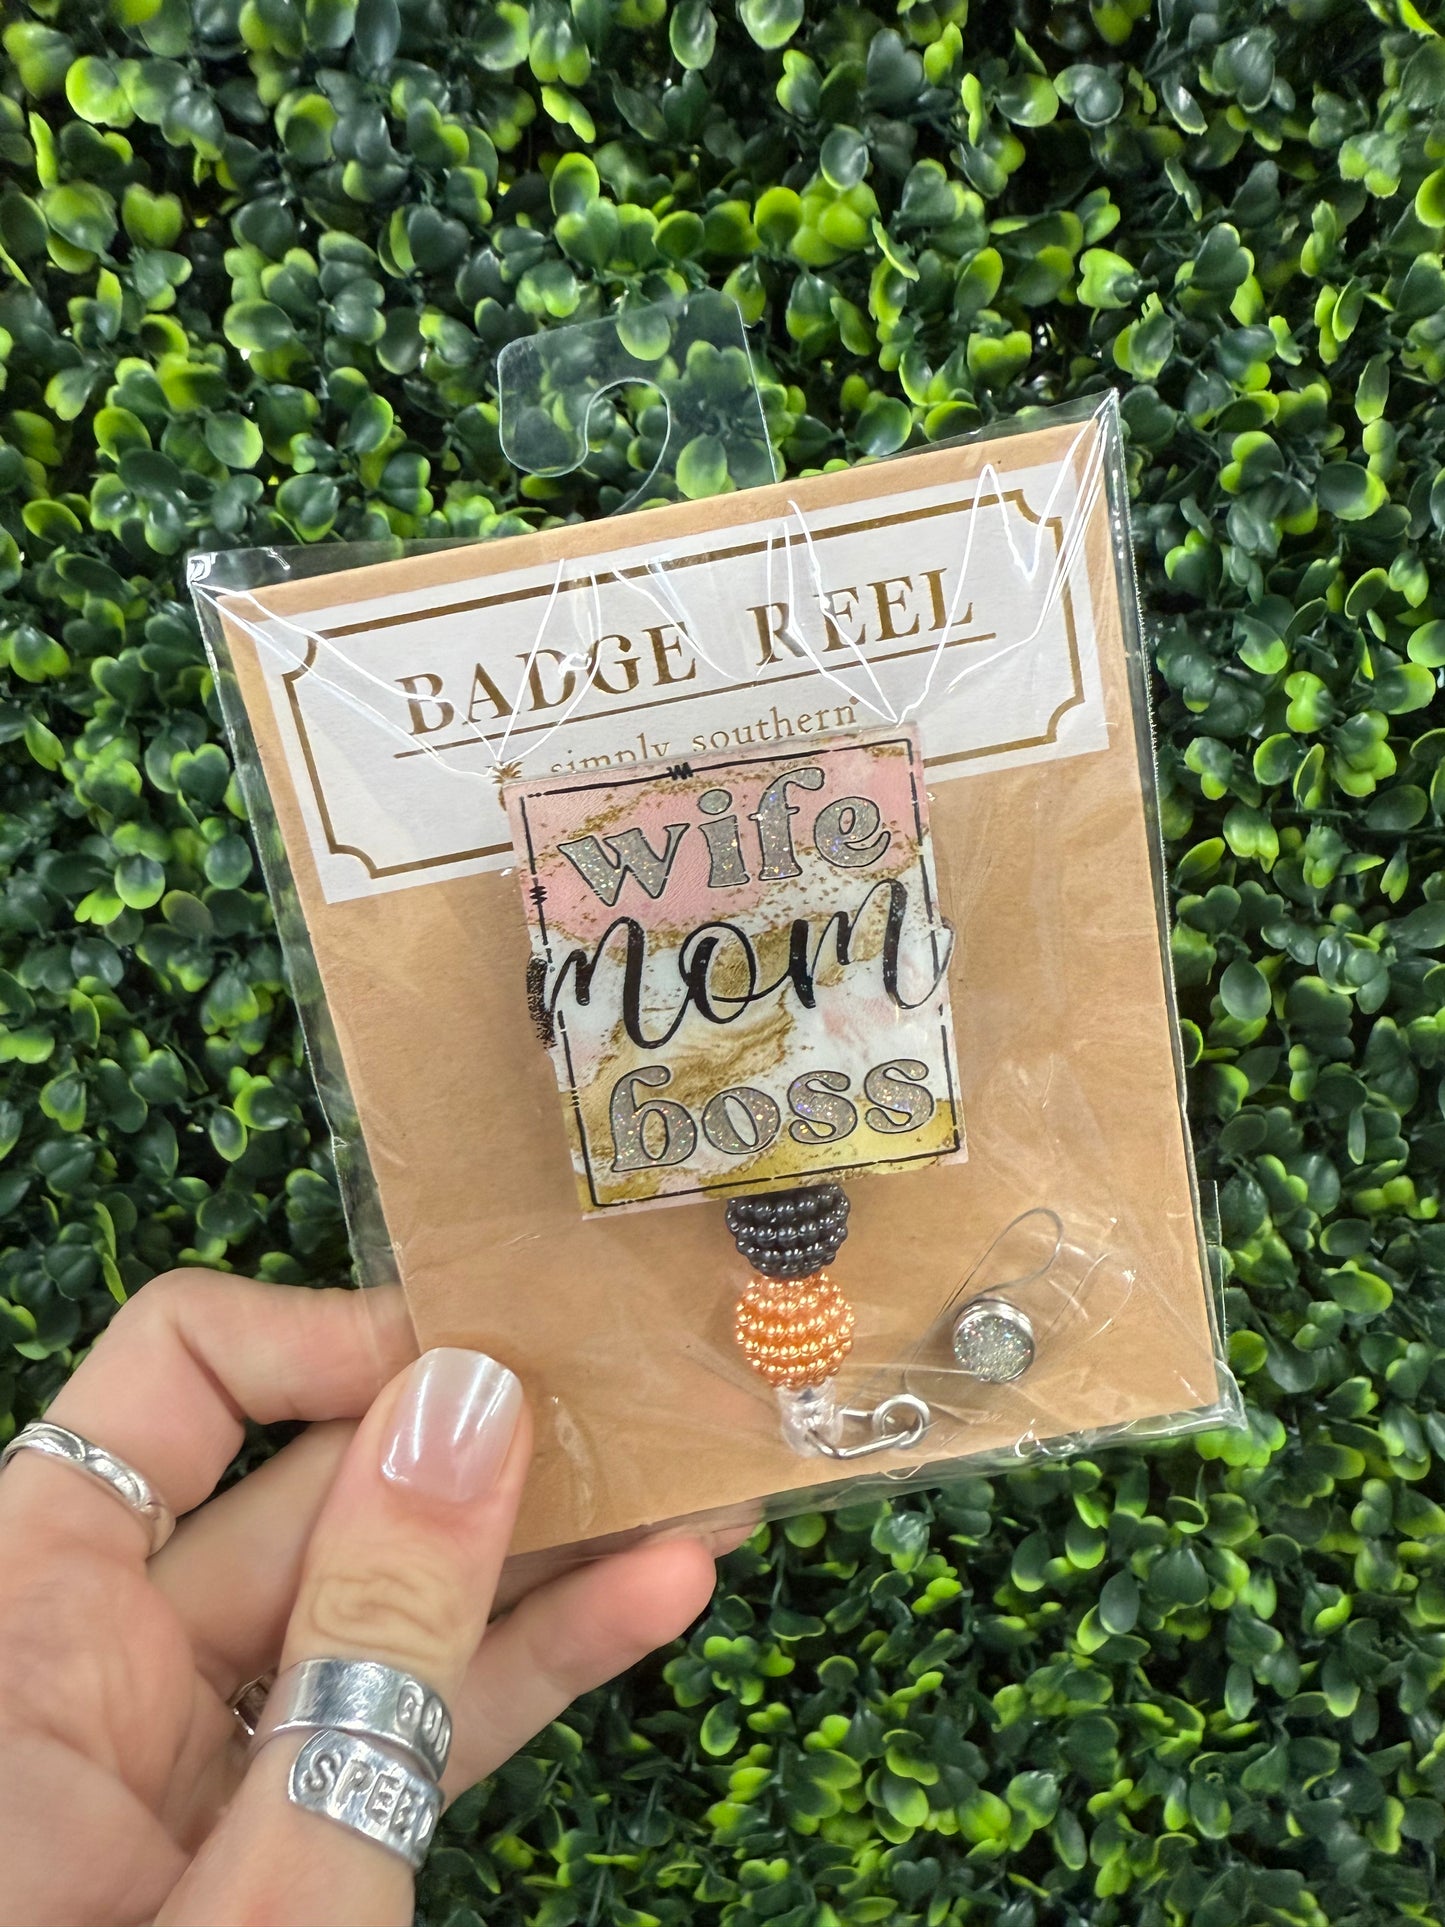 BADGE REEL
simply southern
wife
mom
boss